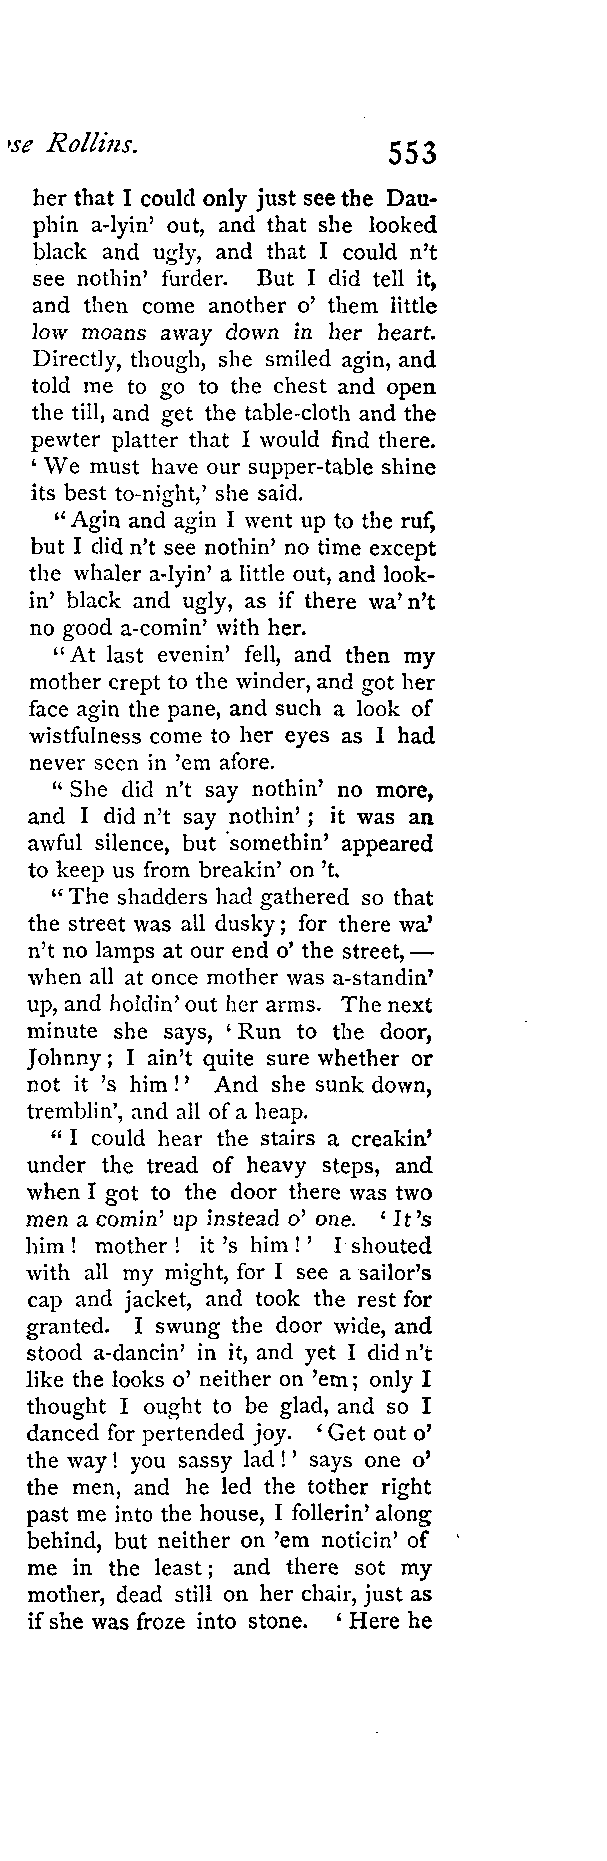 'se Rollins. 553
her that I could only just see the Dau-
phin a-lyin' out, and that she looked
black and ugly, and that I could n't
see nothin' furder. But I did tell it,
and then come another o' them little
low moans away down in her heart.
Directly, though, she smiled agin, and
told me to go to the chest and open
the till, and get the table-cloth and the
pewter platter that I would find there.
‘ We must have our supper-table shine
its best to-night,’ she said.
“ Agin and agin I went up to the ruf,
but I did n't see nothin' no time except
the whaler a-lyin' a little out, and look-
in' black and ugly, as if there wa' n't
no good a-comin' with her.
“ At last evenin' fell, and then my
mother crept to the winder, and got her
face agin the pane, and such a look of
wistfulness come to her eyes as I had
never seen in 'em afore.
“ She did n't say nothin' no more,
and I did n't say nothin' ; it was an
awful silence, but somethin' appeared
to keep us from breakin' on 't.
“ The shadders had gathered so that
the street was all dusky ; for there wa'
n't no lamps at our end o' the street, —
when all at once mother was a-standin'
up, and holdin' out her arms. The next
minute she says, ‘ Run to the door,
Johnny ; I ain't quite sure whether or
not it 's him ! ’ And she sunk down,
tremblin', and all of a heap.
“ I could hear the stairs a creakin'
under the tread of heavy steps, and
when I got to the door there was two
men a comin' up instead o' one. ‘ It 's
him ! mother ! it 's him ! ’ I shouted
with all my might, for I see a sailor's
cap and jacket, and took the rest for
granted. I swung the door wide, and
stood a-dancin' in it, and yet I did n't
like the looks o' neither on 'em ; only I
thought I ought to be glad, and so I
danced for pertended joy. ‘ Get out o'
the way ! you sassy lad ! ’ says one o'
the men, and he led the tother right
past me into the house, I follerin' along
behind, but neither on 'em noticin' of
me in the least ; and there sot my
mother, dead still on her chair, just as
if she was froze into stone. ‘ Here he